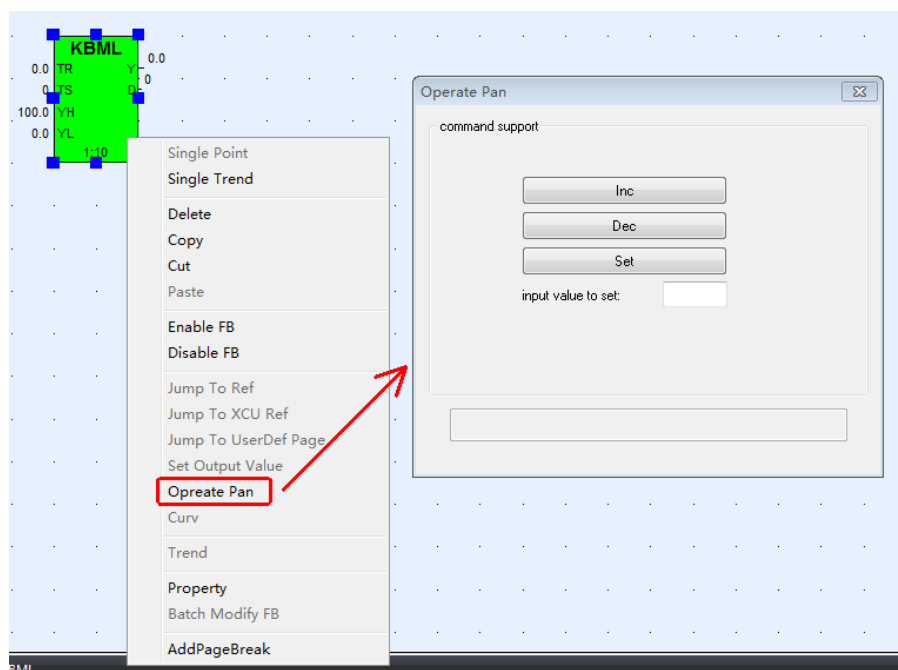 KBML
0.0 TR Y 0.0
0 TS D 0
100.0 YH
0.0 YL
1:10
Single Point
Single Trend
Delete
Copy
Cut
Paste
Enable FB
Disable FB
Jump To Ref
Jump To XCU Ref
Jump To UserDef Page
Set Output Value
Opreate Pan
Curv
Trend
Property
Batch Modify FB
AddPageBreak
Operate Pan
command support
Inc
Dec
Set
input value to set: